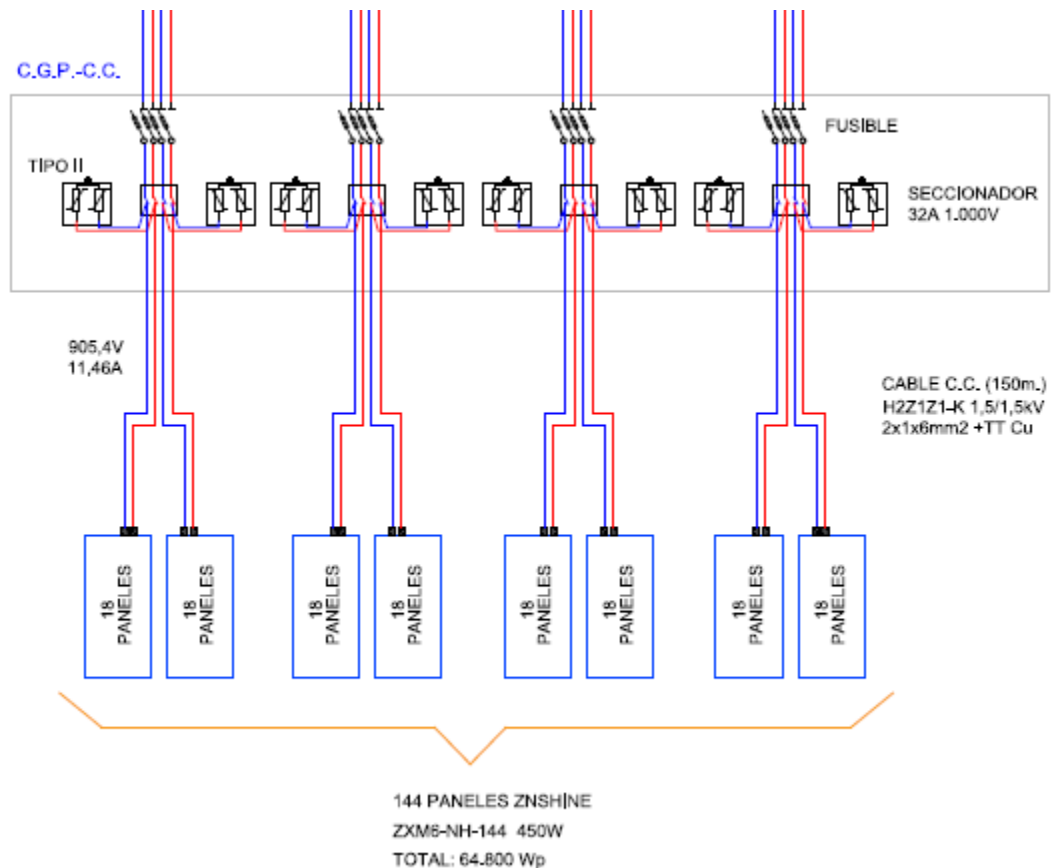 C.G.P.-C.C.
FUSIBLE
TIPO II
SECCIONADOR
32A 1.000V
905,4V
11,46A
CABLE C.C. (150m.)
H2Z1Z1-K 1,5/1,5kV
2x1x6mm2 +TT Cu
18 PANELES
18 PANELES
18 PANELES
18 PANELES
18 PANELES
18 PANELES
18 PANELES
18 PANELES
144 PANELES ZNSHINE
ZXM6-NH-144 450W
TOTAL: 64.800 Wp